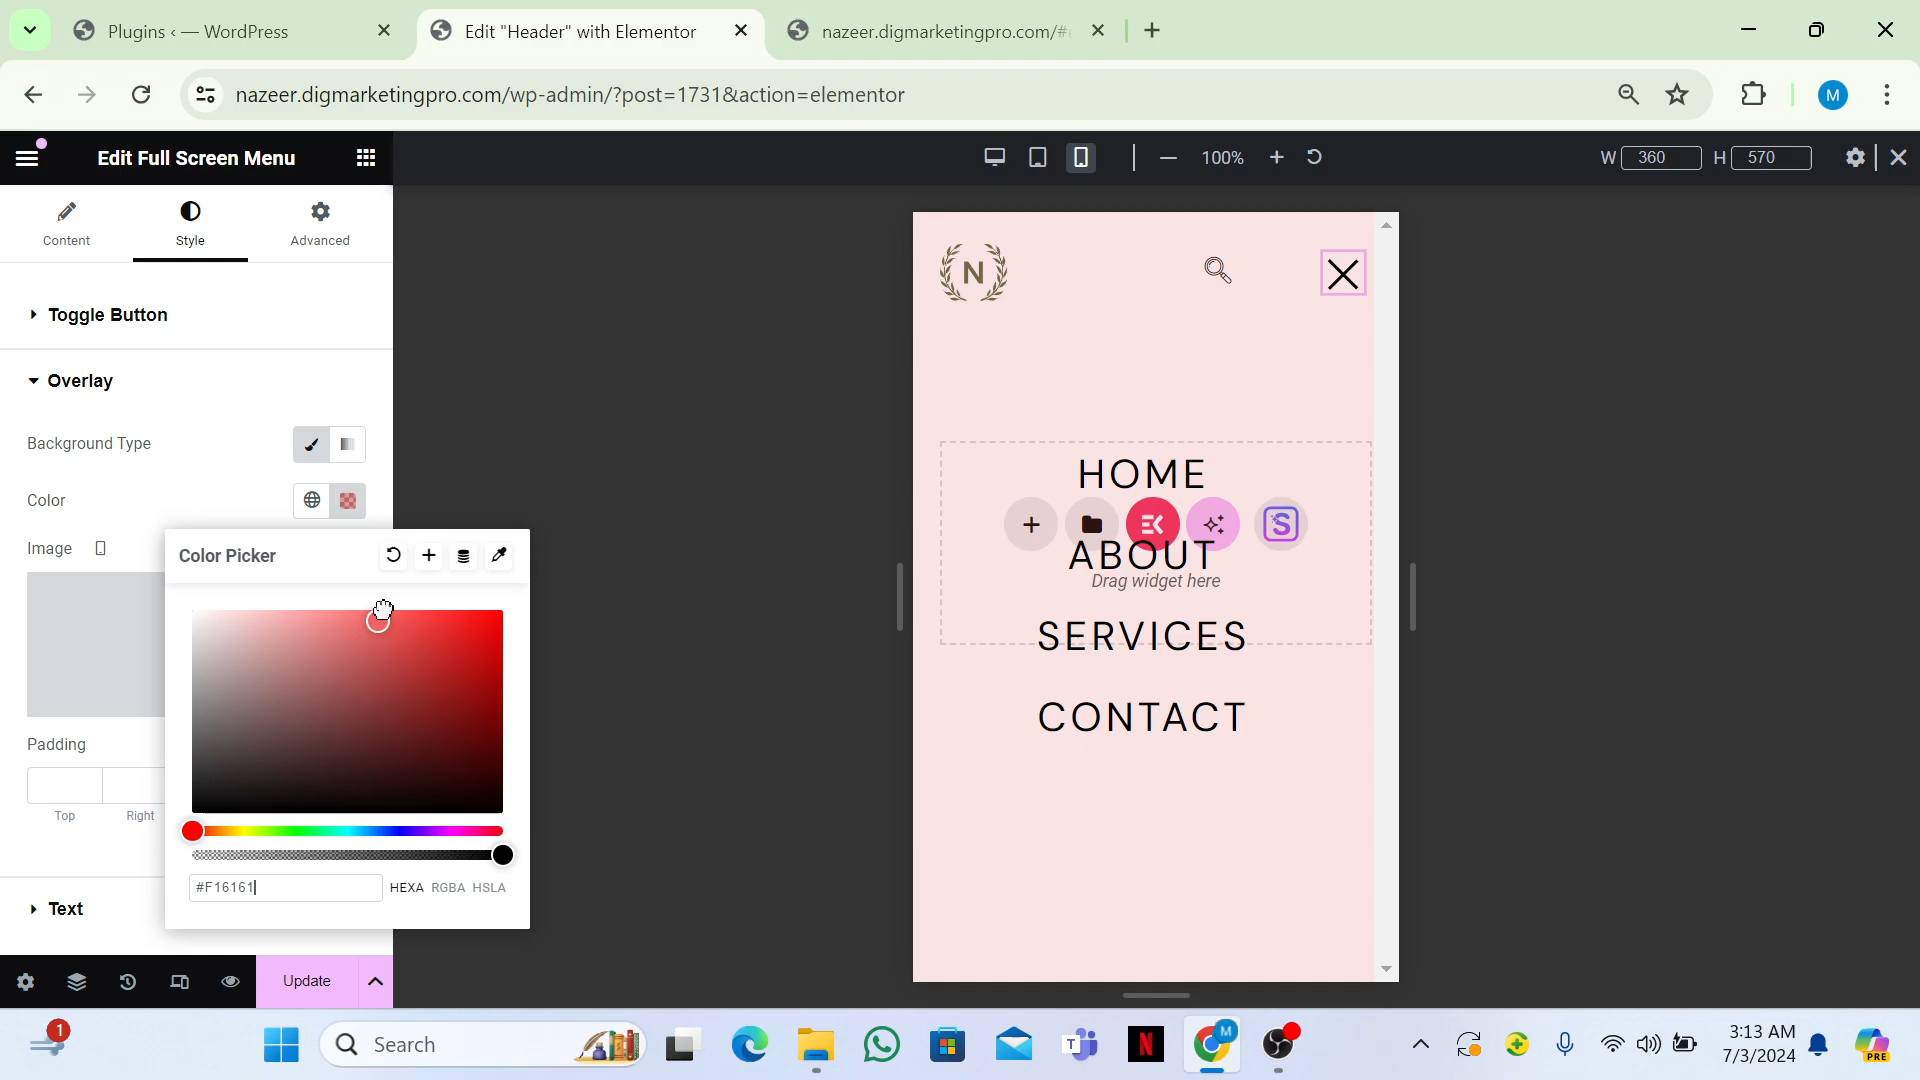 Plugins ‹ — WordPress
Edit "Header" with Elementor
nazeer.digmarketingpro.com/#
nazeer.digmarketingpro.com/wp-admin/?post=1731&action=elementor
M
Edit Full Screen Menu
100%
W 360 H 570
Content
Style
Advanced
Toggle Button
Overlay
Background Type
Color
Image
Color Picker
Padding
Top
Right
#F16161
HEXA RGBA HSLA
Text
Update
N
HOME
ABOUT
Drag widget here
SERVICES
CONTACT
1
Search
T
N
M
3:13 AM
7/3/2024
PRE